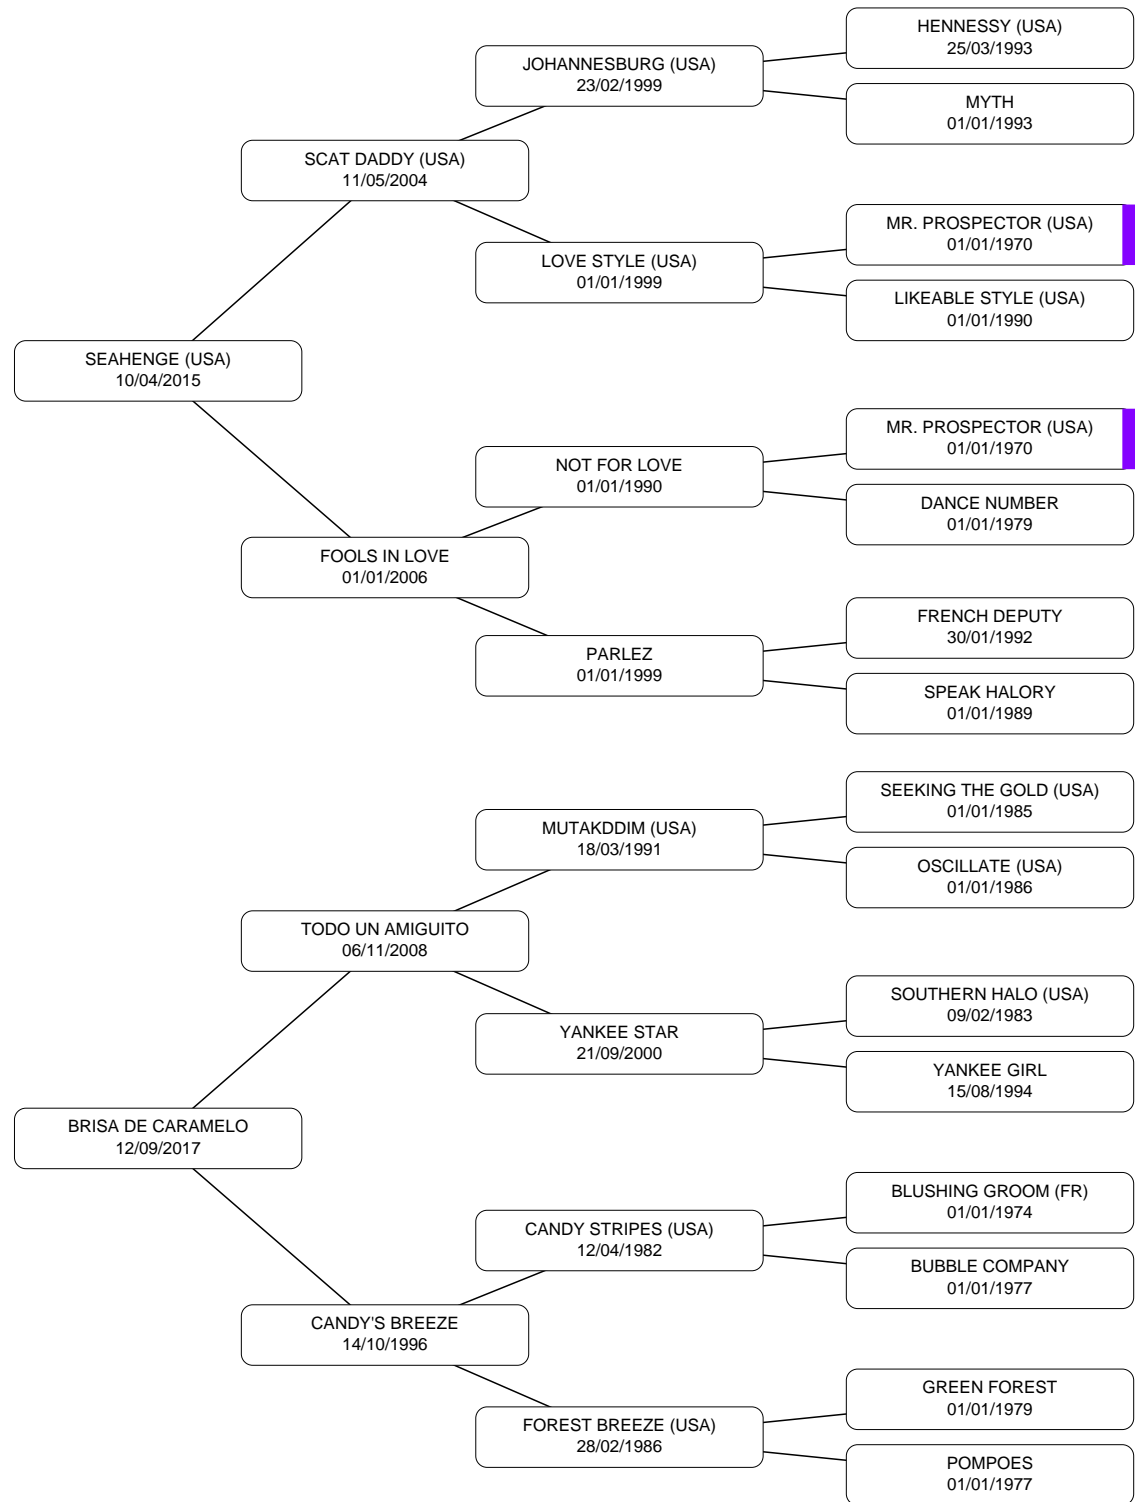 HENNESSY (USA)
25/03/1993
JOHANNESBURG (USA)
23/02/1999
MYTH
01/01/1993
SCAT DADDY (USA)
11/05/2004
MR. PROSPECTOR (USA)
01/01/1970
LOVE STYLE (USA)
01/01/1999
LIKEABLE STYLE (USA)
01/01/1990
SEAHENGE (USA)
10/04/2015
MR. PROSPECTOR (USA)
01/01/1970
NOT FOR LOVE
01/01/1990
DANCE NUMBER
01/01/1979
FOOLS IN LOVE
01/01/2006
FRENCH DEPUTY
30/01/1992
PARLEZ
01/01/1999
SPEAK HALORY
01/01/1989
SEEKING THE GOLD (USA)
01/01/1985
MUTAKDDIM (USA)
18/03/1991
OSCILLATE (USA)
01/01/1986
TODO UN AMIGUITO
06/11/2008
SOUTHERN HALO (USA)
09/02/1983
YANKEE STAR
21/09/2000
YANKEE GIRL
15/08/1994
BRISA DE CARAMELO
12/09/2017
BLUSHING GROOM (FR)
01/01/1974
CANDY STRIPES (USA)
12/04/1982
BUBBLE COMPANY
01/01/1977
CANDY'S BREEZE
14/10/1996
GREEN FOREST
01/01/1979
FOREST BREEZE (USA)
28/02/1986
POMPOES
01/01/1977